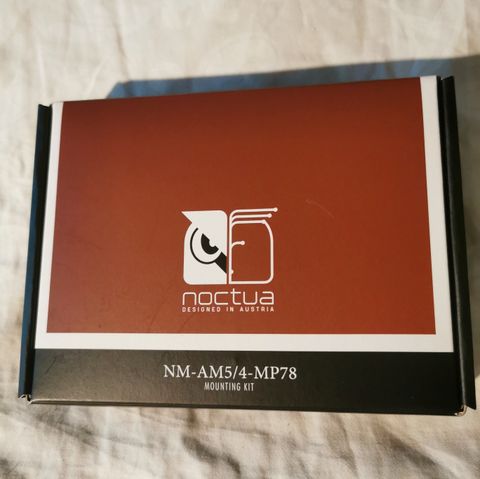 noctua
DESIGNED IN AUSTRIA
NM-AM5/4-MP78
MOUNTING KIT